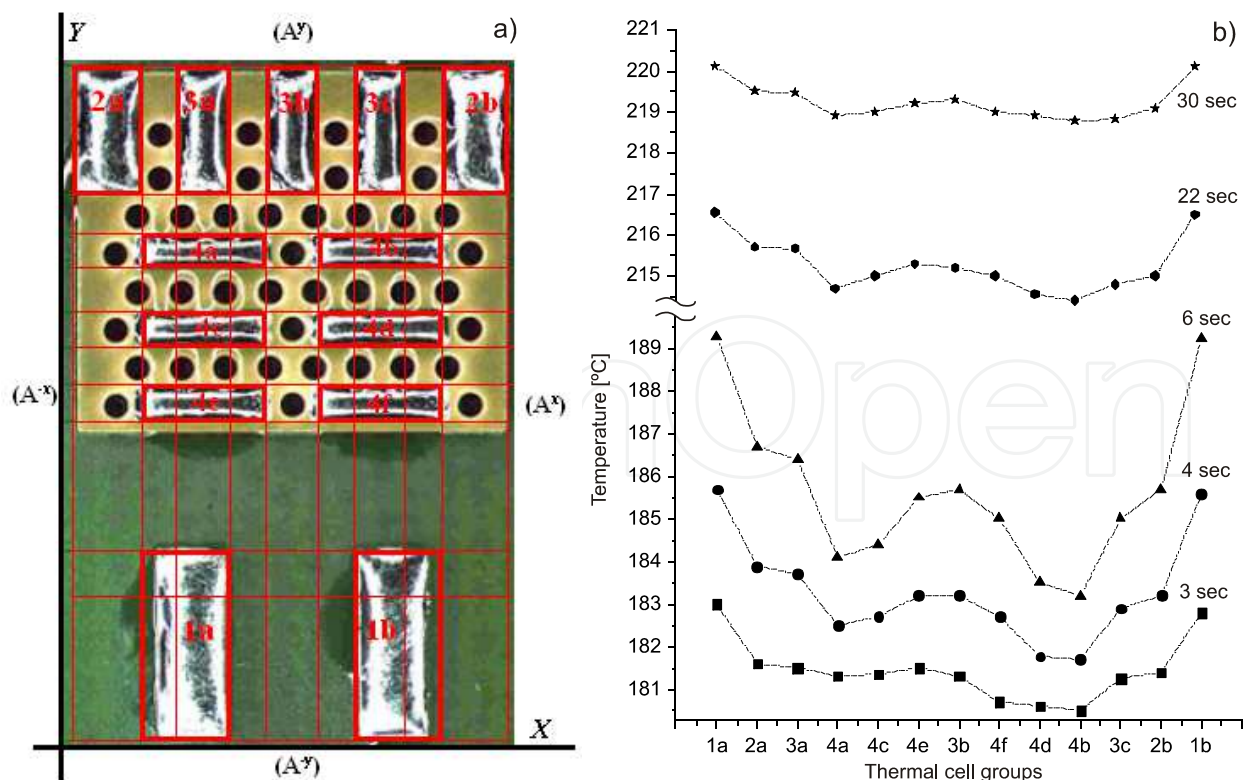 a)
Y
(Aʸ)
2a 3a 3b 3c 2b
4a 4b
4c 4d
(A⁻ˣ)
(Aˣ)
4e 4f
1a 1b
X
(A⁻ʸ)
b)
221
220
219
218
217
216
215
189
188
187
186
185
184
183
182
181
Temperature [ºC]
30 sec
22 sec
6 sec
4 sec
3 sec
nOpen
1a 2a 3a 4a 4c 4e 3b 4f 4d 4b 3c 2b 1b
Thermal cell groups